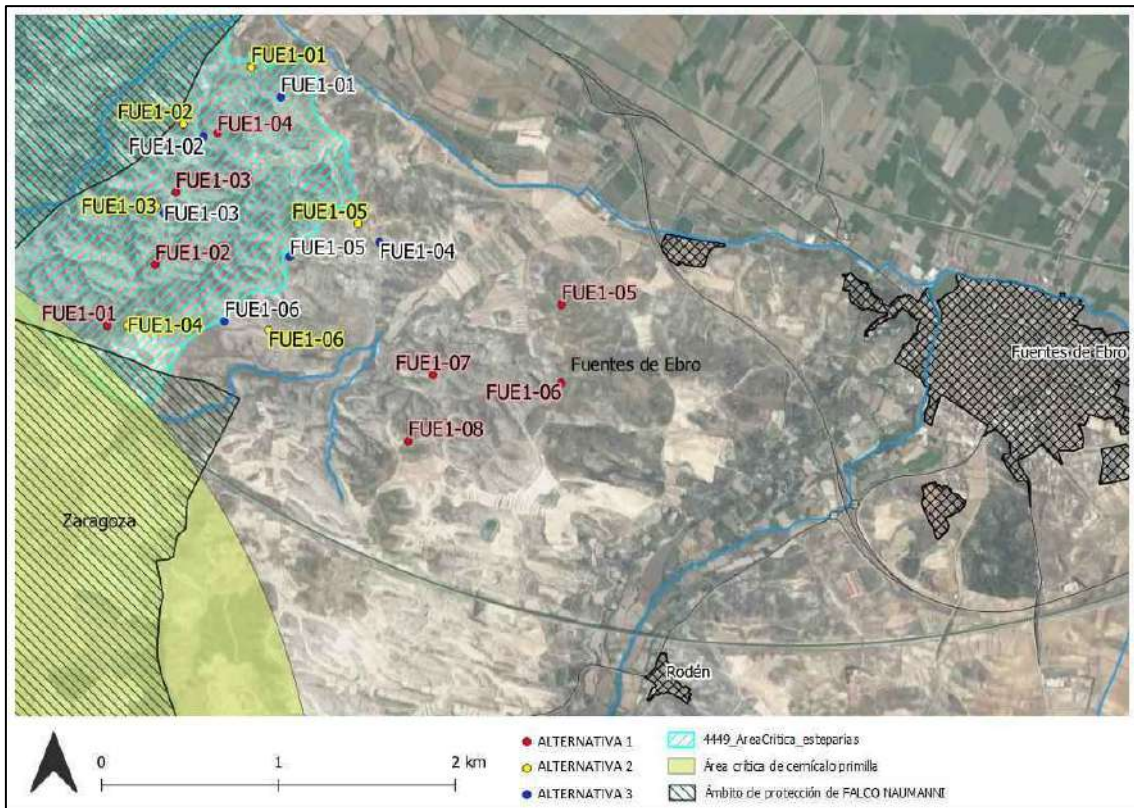 FUE1-01
FUE1-01
FUE1-02
FUE1-04
FUE1-02
FUE1-03
FUE1-03
FUE1-03
FUE1-05
FUE1-02
FUE1-05
FUE1-04
FUE1-05
FUE1-01
FUE1-04
FUE1-06
FUE1-06
Fuentes de Ebro
Fuentes de Ebro
FUE1-07
FUE1-06
FUE1-08
Zaragoza
Rodén
0
1
2 km
ALTERNATIVA 1
ALTERNATIVA 2
ALTERNATIVA 3
4449_AreaCritica_esteparias
Área crítica de cernícalo primilla
Ámbito de protección de FALCO NAUMANNI